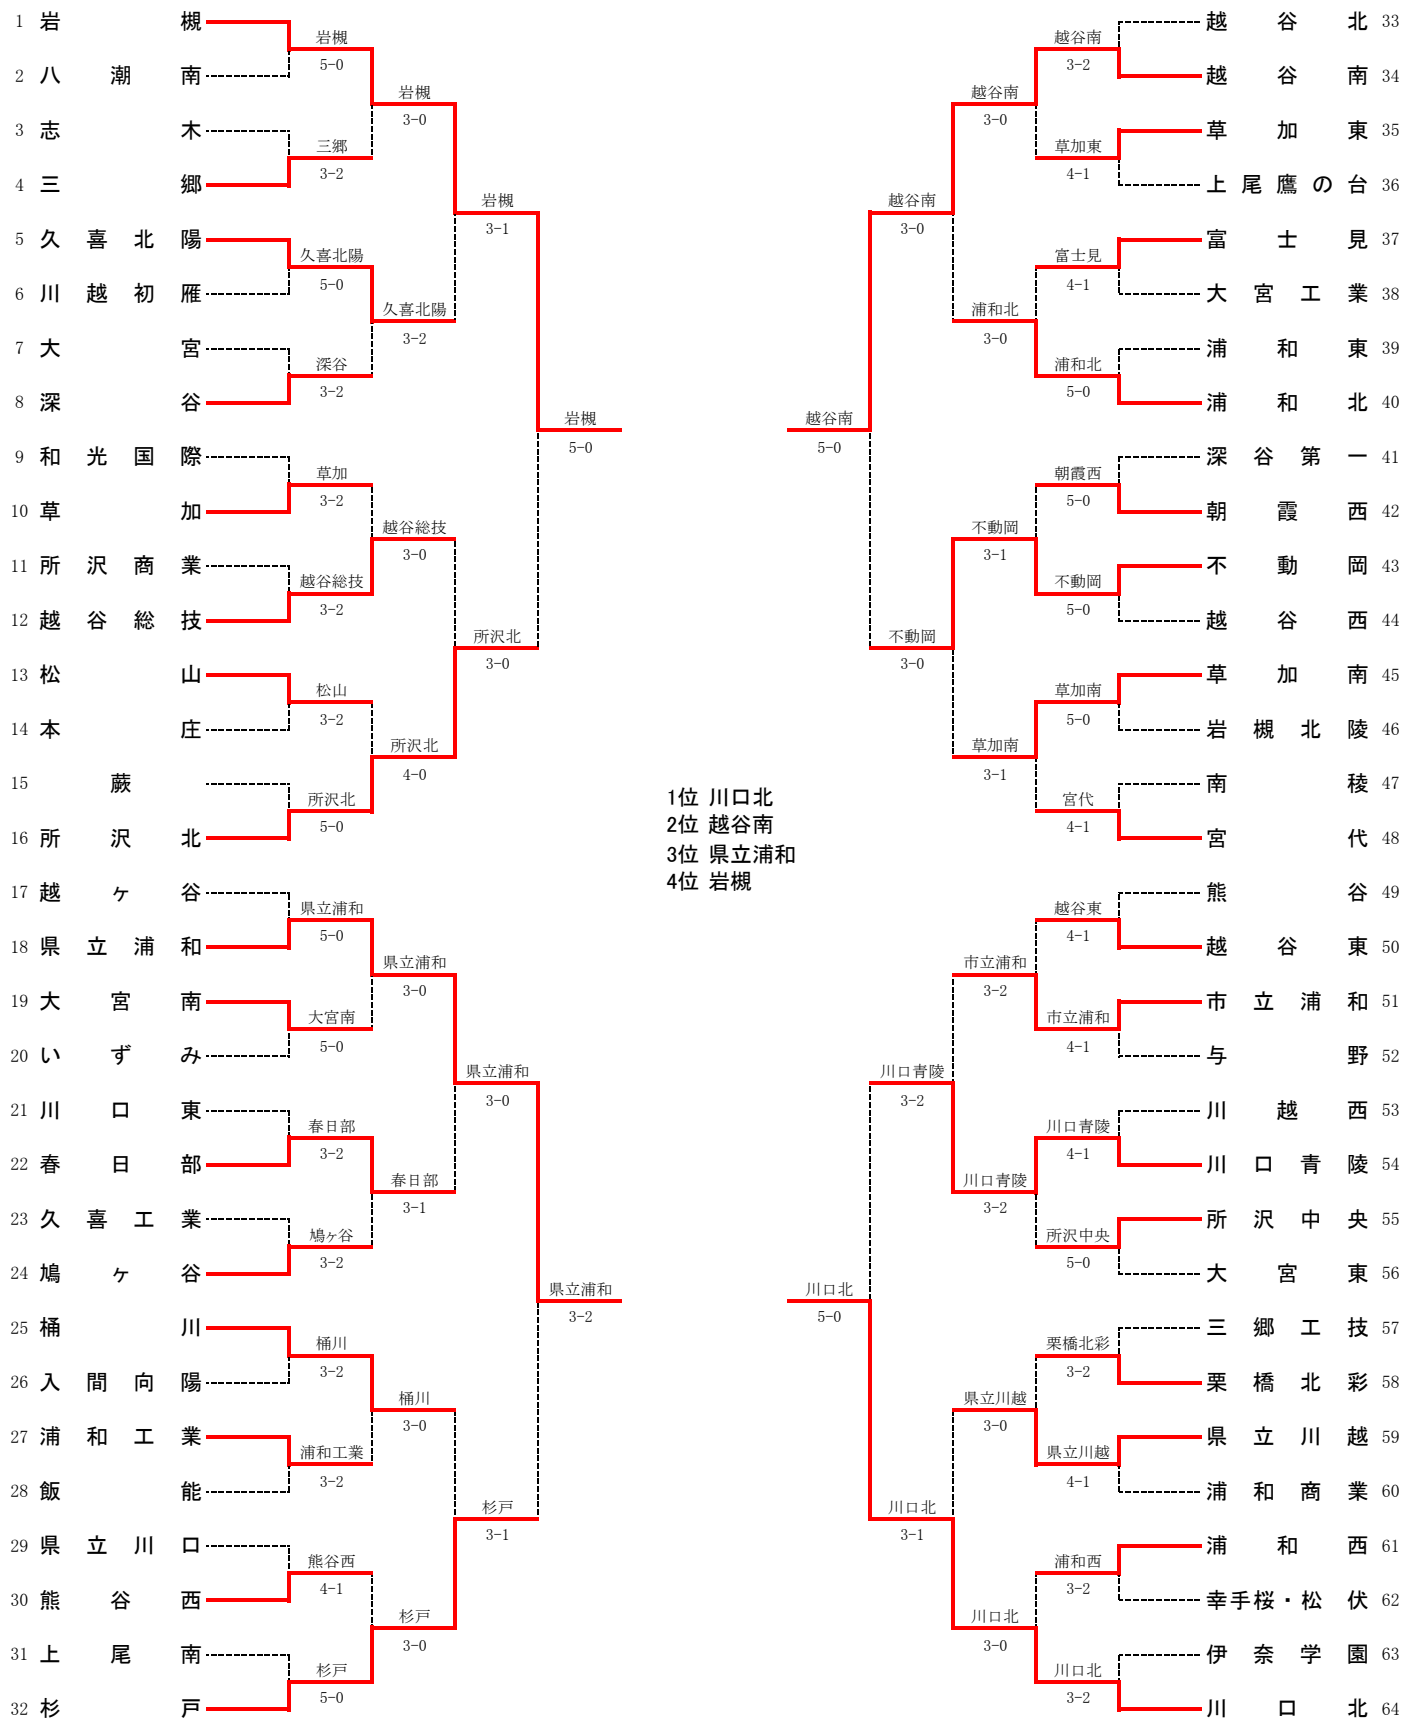 1 岩槻
2 八潮南
3 志木
4 三郷
5 久喜北陽
6 川越初雁
7 大宮
8 深谷
9 和光国際
10 草加
11 所沢商業
12 越谷総技
13 松山
14 本庄
15 蕨
16 所沢北
17 越ヶ谷
18 県立浦和
19 大宮南
20 いずみ
21 川口東
22 春日部
23 久喜工業
24 鳩ヶ谷
25 桶川
26 入間向陽
27 浦和工業
28 飯能
29 県立川口
30 熊谷西
31 上尾南
32 杉戸
岩槻
5-0
三郷
3-2
久喜北陽
5-0
深谷
3-2
草加
3-2
越谷総技
3-2
松山
3-2
所沢北
5-0
県立浦和
5-0
大宮南
5-0
春日部
3-2
鳩ヶ谷
3-2
桶川
3-2
浦和工業
3-2
熊谷西
4-1
杉戸
5-0
岩槻
3-0
久喜北陽
3-2
越谷総技
3-0
所沢北
4-0
県立浦和
3-0
春日部
3-1
桶川
3-0
杉戸
3-0
岩槻
3-1
所沢北
3-0
県立浦和
3-0
杉戸
3-1
岩槻
5-0
県立浦和
3-2
1位 川口北
2位 越谷南
3位 県立浦和
4位 岩槻
越谷南
5-0
川口北
5-0
越谷南
3-0
不動岡
3-0
川口青陵
3-2
川口北
3-1
越谷南
3-0
浦和北
3-0
不動岡
3-1
草加南
3-1
市立浦和
3-2
川口青陵
3-2
県立川越
3-0
川口北
3-0
越谷南
3-2
草加東
4-1
富士見
4-1
浦和北
5-0
朝霞西
5-0
不動岡
5-0
草加南
5-0
宮代
4-1
越谷東
4-1
市立浦和
4-1
川口青陵
4-1
所沢中央
5-0
栗橋北彩
3-2
県立川越
4-1
浦和西
3-2
川口北
3-2
越谷北 33
越谷南 34
草加東 35
上尾鷹の台 36
富士見 37
大宮工業 38
浦和東 39
浦和北 40
深谷第一 41
朝霞西 42
不動岡 43
越谷西 44
草加南 45
岩槻北陵 46
南稜 47
宮代 48
熊谷 49
越谷東 50
市立浦和 51
与野 52
川越西 53
川口青陵 54
所沢中央 55
大宮東 56
三郷工技 57
栗橋北彩 58
県立川越 59
浦和商業 60
浦和西 61
幸手桜・松伏 62
伊奈学園 63
川口北 64